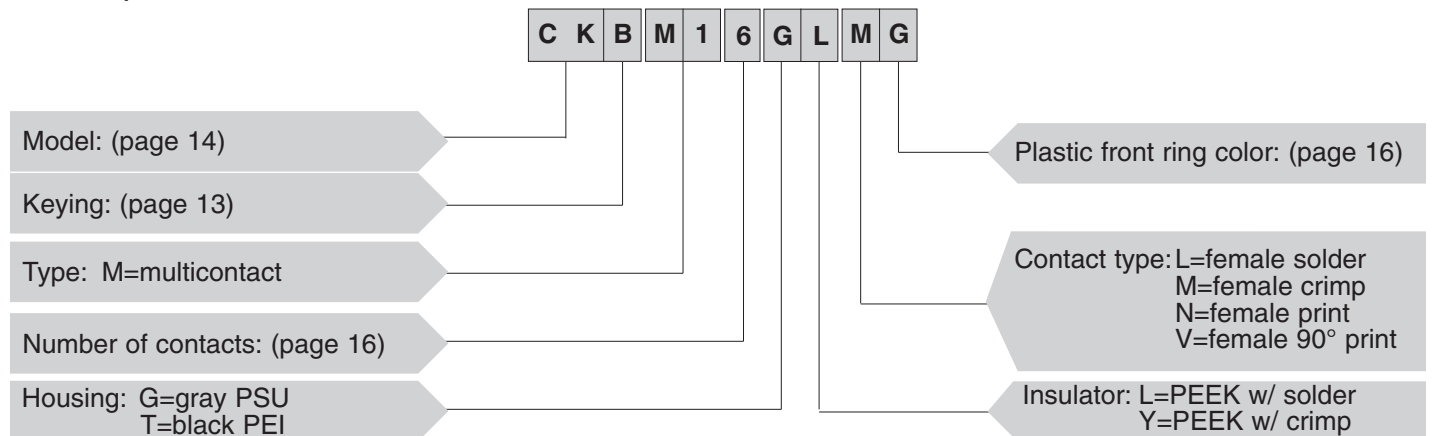 C K B M 1 6 G L M G
Model: (page 14)
Keying: (page 13)
Type: M=multicontact
Number of contacts: (page 16)
Housing: G=gray PSU
T=black PEI
Plastic front ring color: (page 16)
Contact type: L=female solder
M=female crimp
N=female print
V=female 90° print
Insulator: L=PEEK w/ solder
Y=PEEK w/ crimp